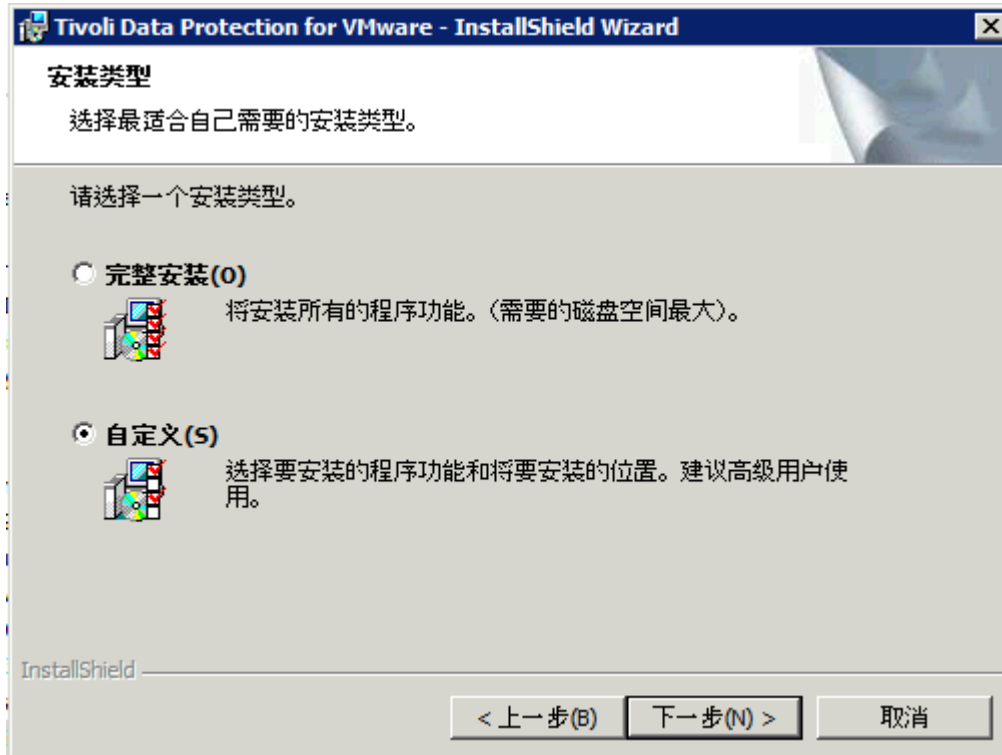 Tivoli Data Protection for VMware - InstallShield Wizard
安装类型
选择最适合自己需要的安装类型。
请选择一个安装类型。
完整安装(O)
将安装所有的程序功能。(需要的磁盘空间最大)。
自定义(S)
选择要安装的程序功能和将要安装的位置。建议高级用户使
用。
InstallShield
< 上一步(B)
下一步(N) >
取消